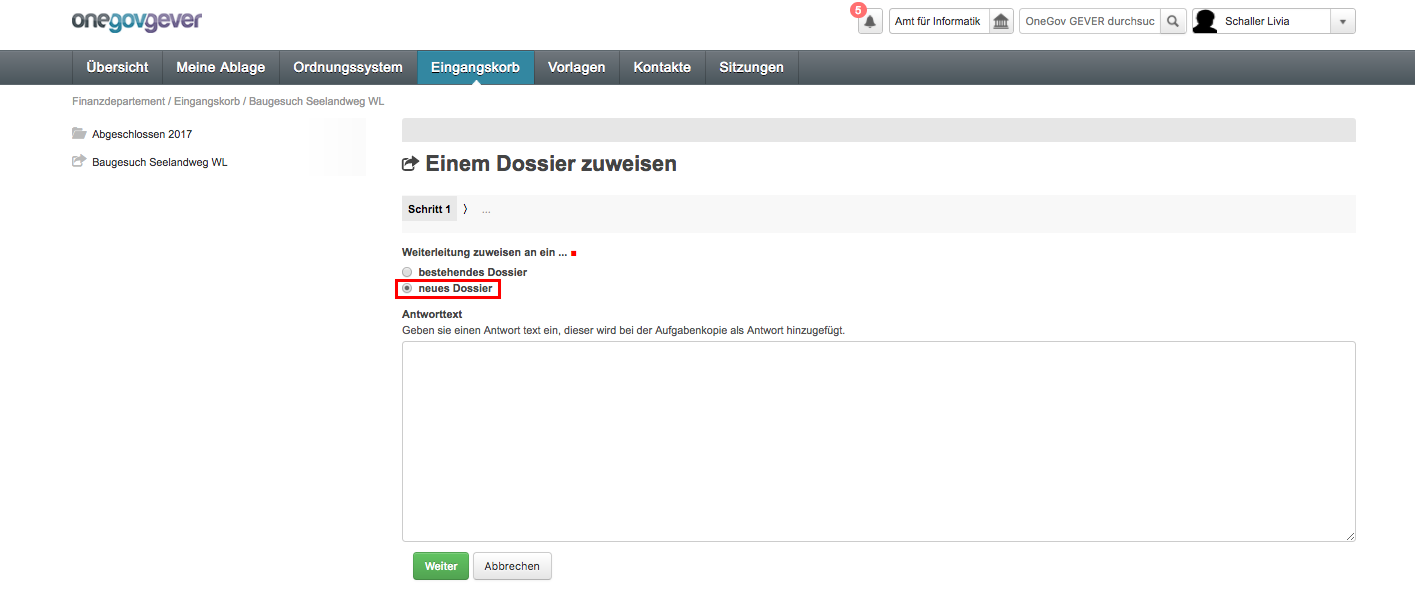 onegovgever
5
Amt für Informatik
OneGov GEVER durchsuc
Schaller Livia
Übersicht
Meine Ablage
Ordnungssystem
Eingangskorb
Vorlagen
Kontakte
Sitzungen
Finanzdepartement / Eingangskorb / Baugesuch Seelandweg WL
Abgeschlossen 2017
Baugesuch Seelandweg WL
Einem Dossier zuweisen
Schritt 1 ⟩ ...
Weiterleitung zuweisen an ein ...
bestehendes Dossier
neues Dossier
Antworttext
Geben sie einen Antwort text ein, dieser wird bei der Aufgabenkopie als Antwort hinzugefügt.
Weiter
Abbrechen